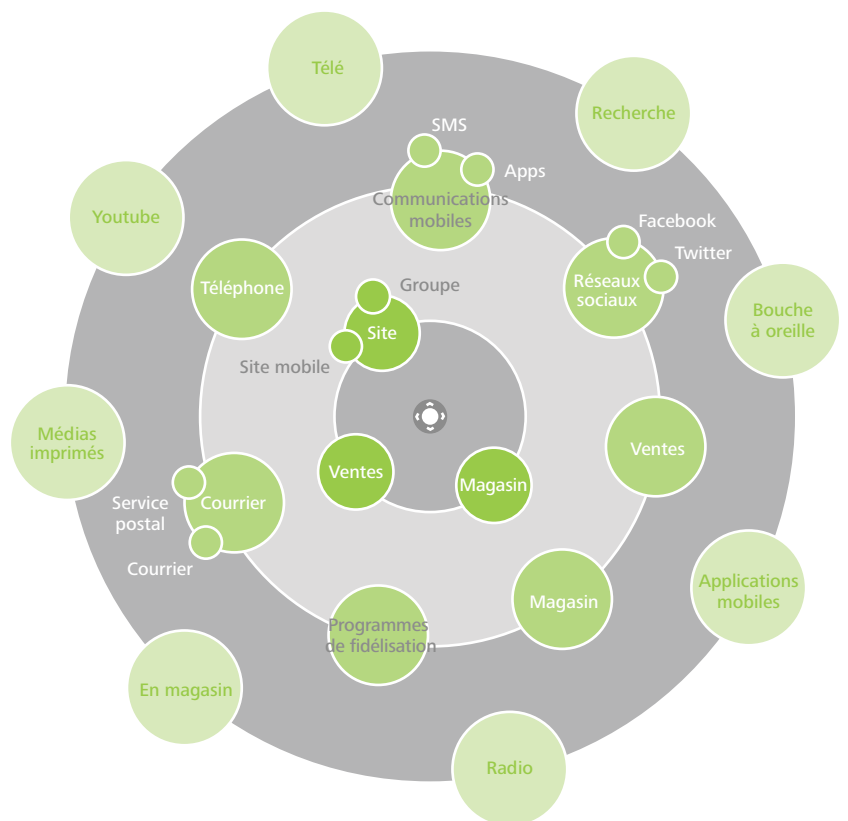 Télé
Recherche
SMS
Apps
Communications
mobiles
Youtube
Facebook
Twitter
Téléphone
Réseaux
sociaux
Groupe
Bouche
à oreille
Site
Site mobile
Médias
imprimés
Ventes
Ventes
Magasin
Service
postal
Courrier
Courrier
Applications
mobiles
Magasin
Programmes
de fidélisation
En magasin
Radio